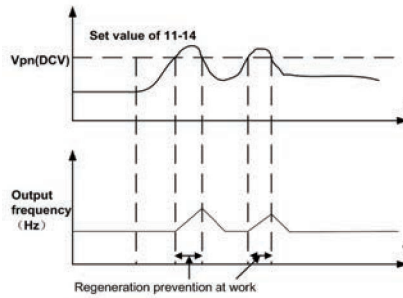 Set value of 11-14
Vpn(DCV)
Output
frequency
(Hz)
Regeneration prevention at work